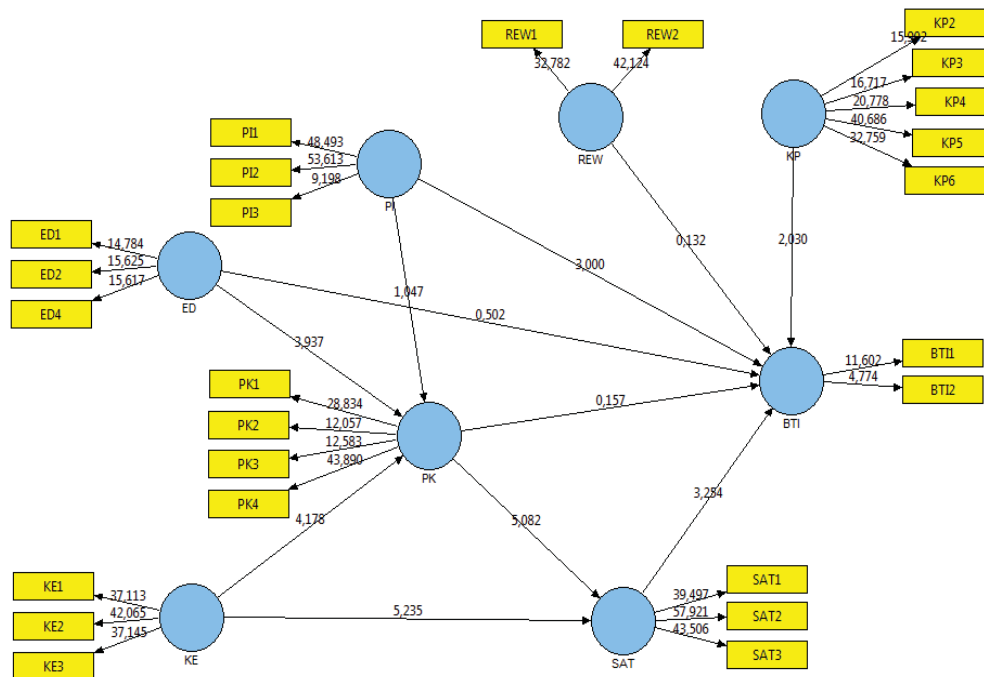 KP2
REW1
REW2
15,992
32,782
42,124
KP3
16,717
20,778
KP4
40,686
KP5
32,759
KP6
REW
KP
PI1
48,493
PI2
53,613
9,198
PI3
PI
ED1
14,784
15,625
ED2
15,617
ED4
ED
0,132
2,030
3,000
1,047
0,502
3,937
BTI1
11,602
4,774
BTI2
BTI
PK1
28,834
PK2
12,057
12,583
PK3
43,890
PK4
PK
0,157
4,178
5,082
3,254
KE1
37,113
KE2
42,065
37,145
KE3
KE
5,235
SAT1
39,497
57,921
SAT2
43,506
SAT3
SAT